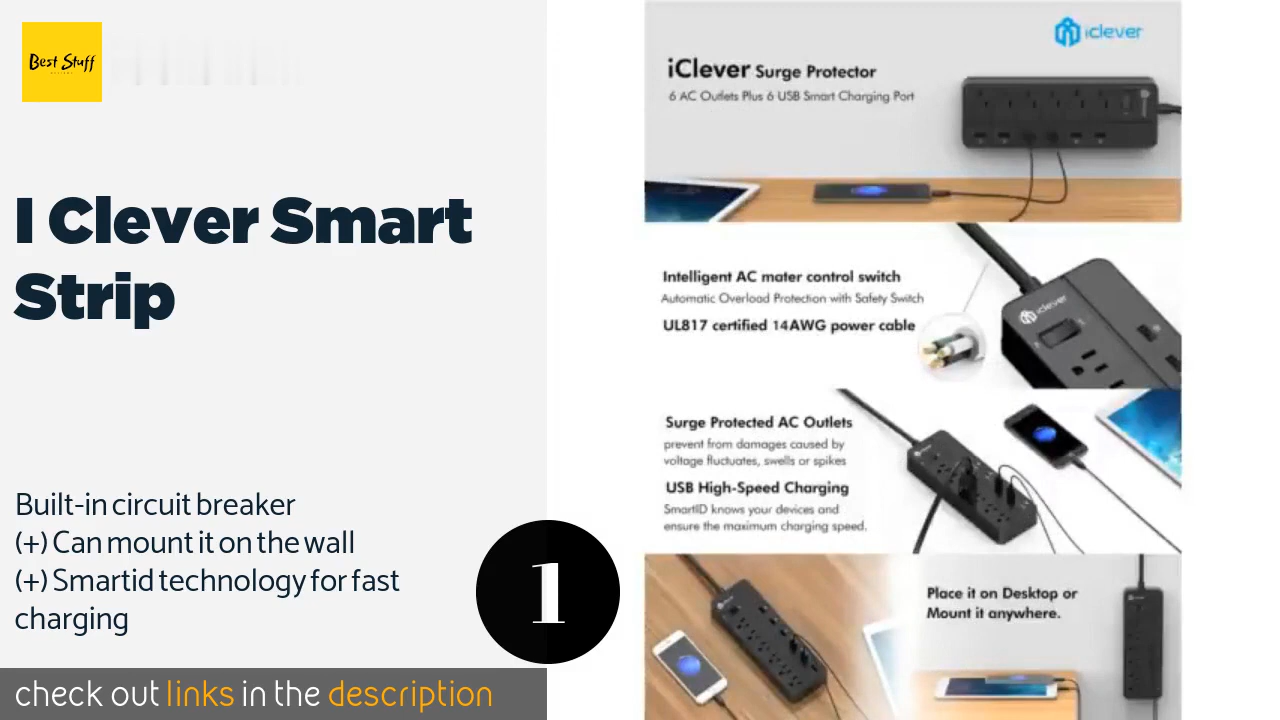 Best Stuff
I Clever Smart
Strip
Built-in circuit breaker
(+) Can mount it on the wall
(+) Smartid technology for fast
charging
1
check out links in the description
iclever
iClever Surge Protector
6 AC Outlets Plus 6 USB Smart Charging Port
Intelligent AC mater control switch
Automatic Overload Protection with Safety Switch
UL817 certified 14AWG power cable
iclever
Surge Protected AC Outlets
prevent from damages caused by
voltage fluctuates, swells or spikes
USB High-Speed Charging
SmartID knows your devices and
ensure the maximum charging speed.
Place it on Desktop or
Mount it anywhere.